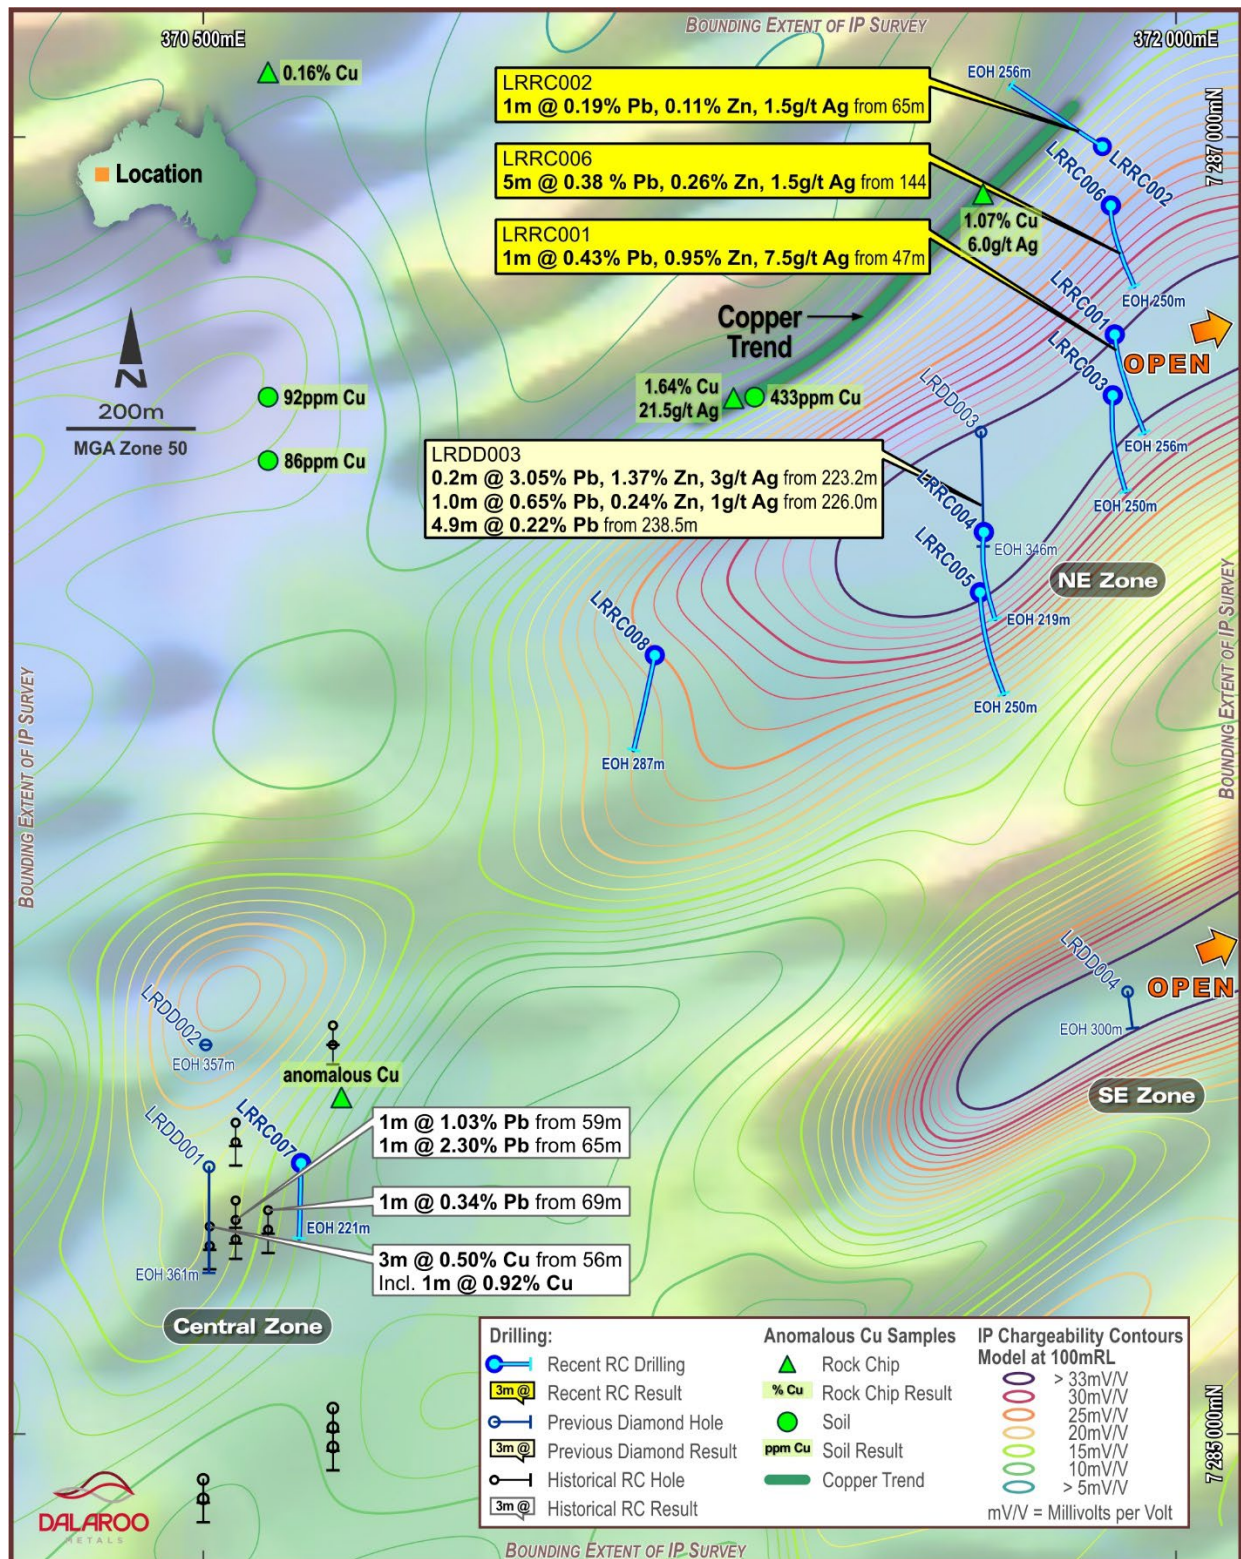 BOUNDING EXTENT OF IP SURVEY
370 500mE
372 000mE
0.16% Cu
Location
LRRC002
1m @ 0.19% Pb, 0.11% Zn, 1.5g/t Ag from 65m
EOH 256m
LRRC002
7 287 000mN
LRRC006
5m @ 0.38 % Pb, 0.26% Zn, 1.5g/t Ag from 144
LRRC006
1.07% Cu
6.0g/t Ag
LRRC001
1m @ 0.43% Pb, 0.95% Zn, 7.5g/t Ag from 47m
EOH 250m
LRRC001
OPEN
Copper
Trend
N
200m
MGA Zone 50
92ppm Cu
86ppm Cu
1.64% Cu
21.5g/t Ag
433ppm Cu
LRRC003
LRDD003
EOH 256m
EOH 250m
LRDD003
0.2m @ 3.05% Pb, 1.37% Zn, 3g/t Ag from 223.2m
1.0m @ 0.65% Pb, 0.24% Zn, 1g/t Ag from 226.0m
4.9m @ 0.22% Pb from 238.5m
LRRC004
EOH 346m
LRRC005
NE Zone
EOH 219m
LRRC008
EOH 250m
EOH 287m
BOUNDING EXTENT OF IP SURVEY
BOUNDING EXTENT OF IP SURVEY
LRDD004
OPEN
EOH 300m
SE Zone
LRDD002
EOH 357m
anomalous Cu
LRDD001
LRRC007
1m @ 1.03% Pb from 59m
1m @ 2.30% Pb from 65m
1m @ 0.34% Pb from 69m
EOH 221m
3m @ 0.50% Cu from 56m
Incl. 1m @ 0.92% Cu
EOH 361m
Central Zone
Drilling:
Recent RC Drilling
3m @ Recent RC Result
Previous Diamond Hole
3m @ Previous Diamond Result
Historical RC Hole
3m @ Historical RC Result
Anomalous Cu Samples
Rock Chip
% Cu Rock Chip Result
Soil
ppm Cu Soil Result
Copper Trend
IP Chargeability Contours
Model at 100mRL
> 33mV/V
30mV/V
25mV/V
20mV/V
15mV/V
10mV/V
> 5mV/V
mV/V = Millivolts per Volt
7 285 000mN
DALAROO
METALS
BOUNDING EXTENT OF IP SURVEY